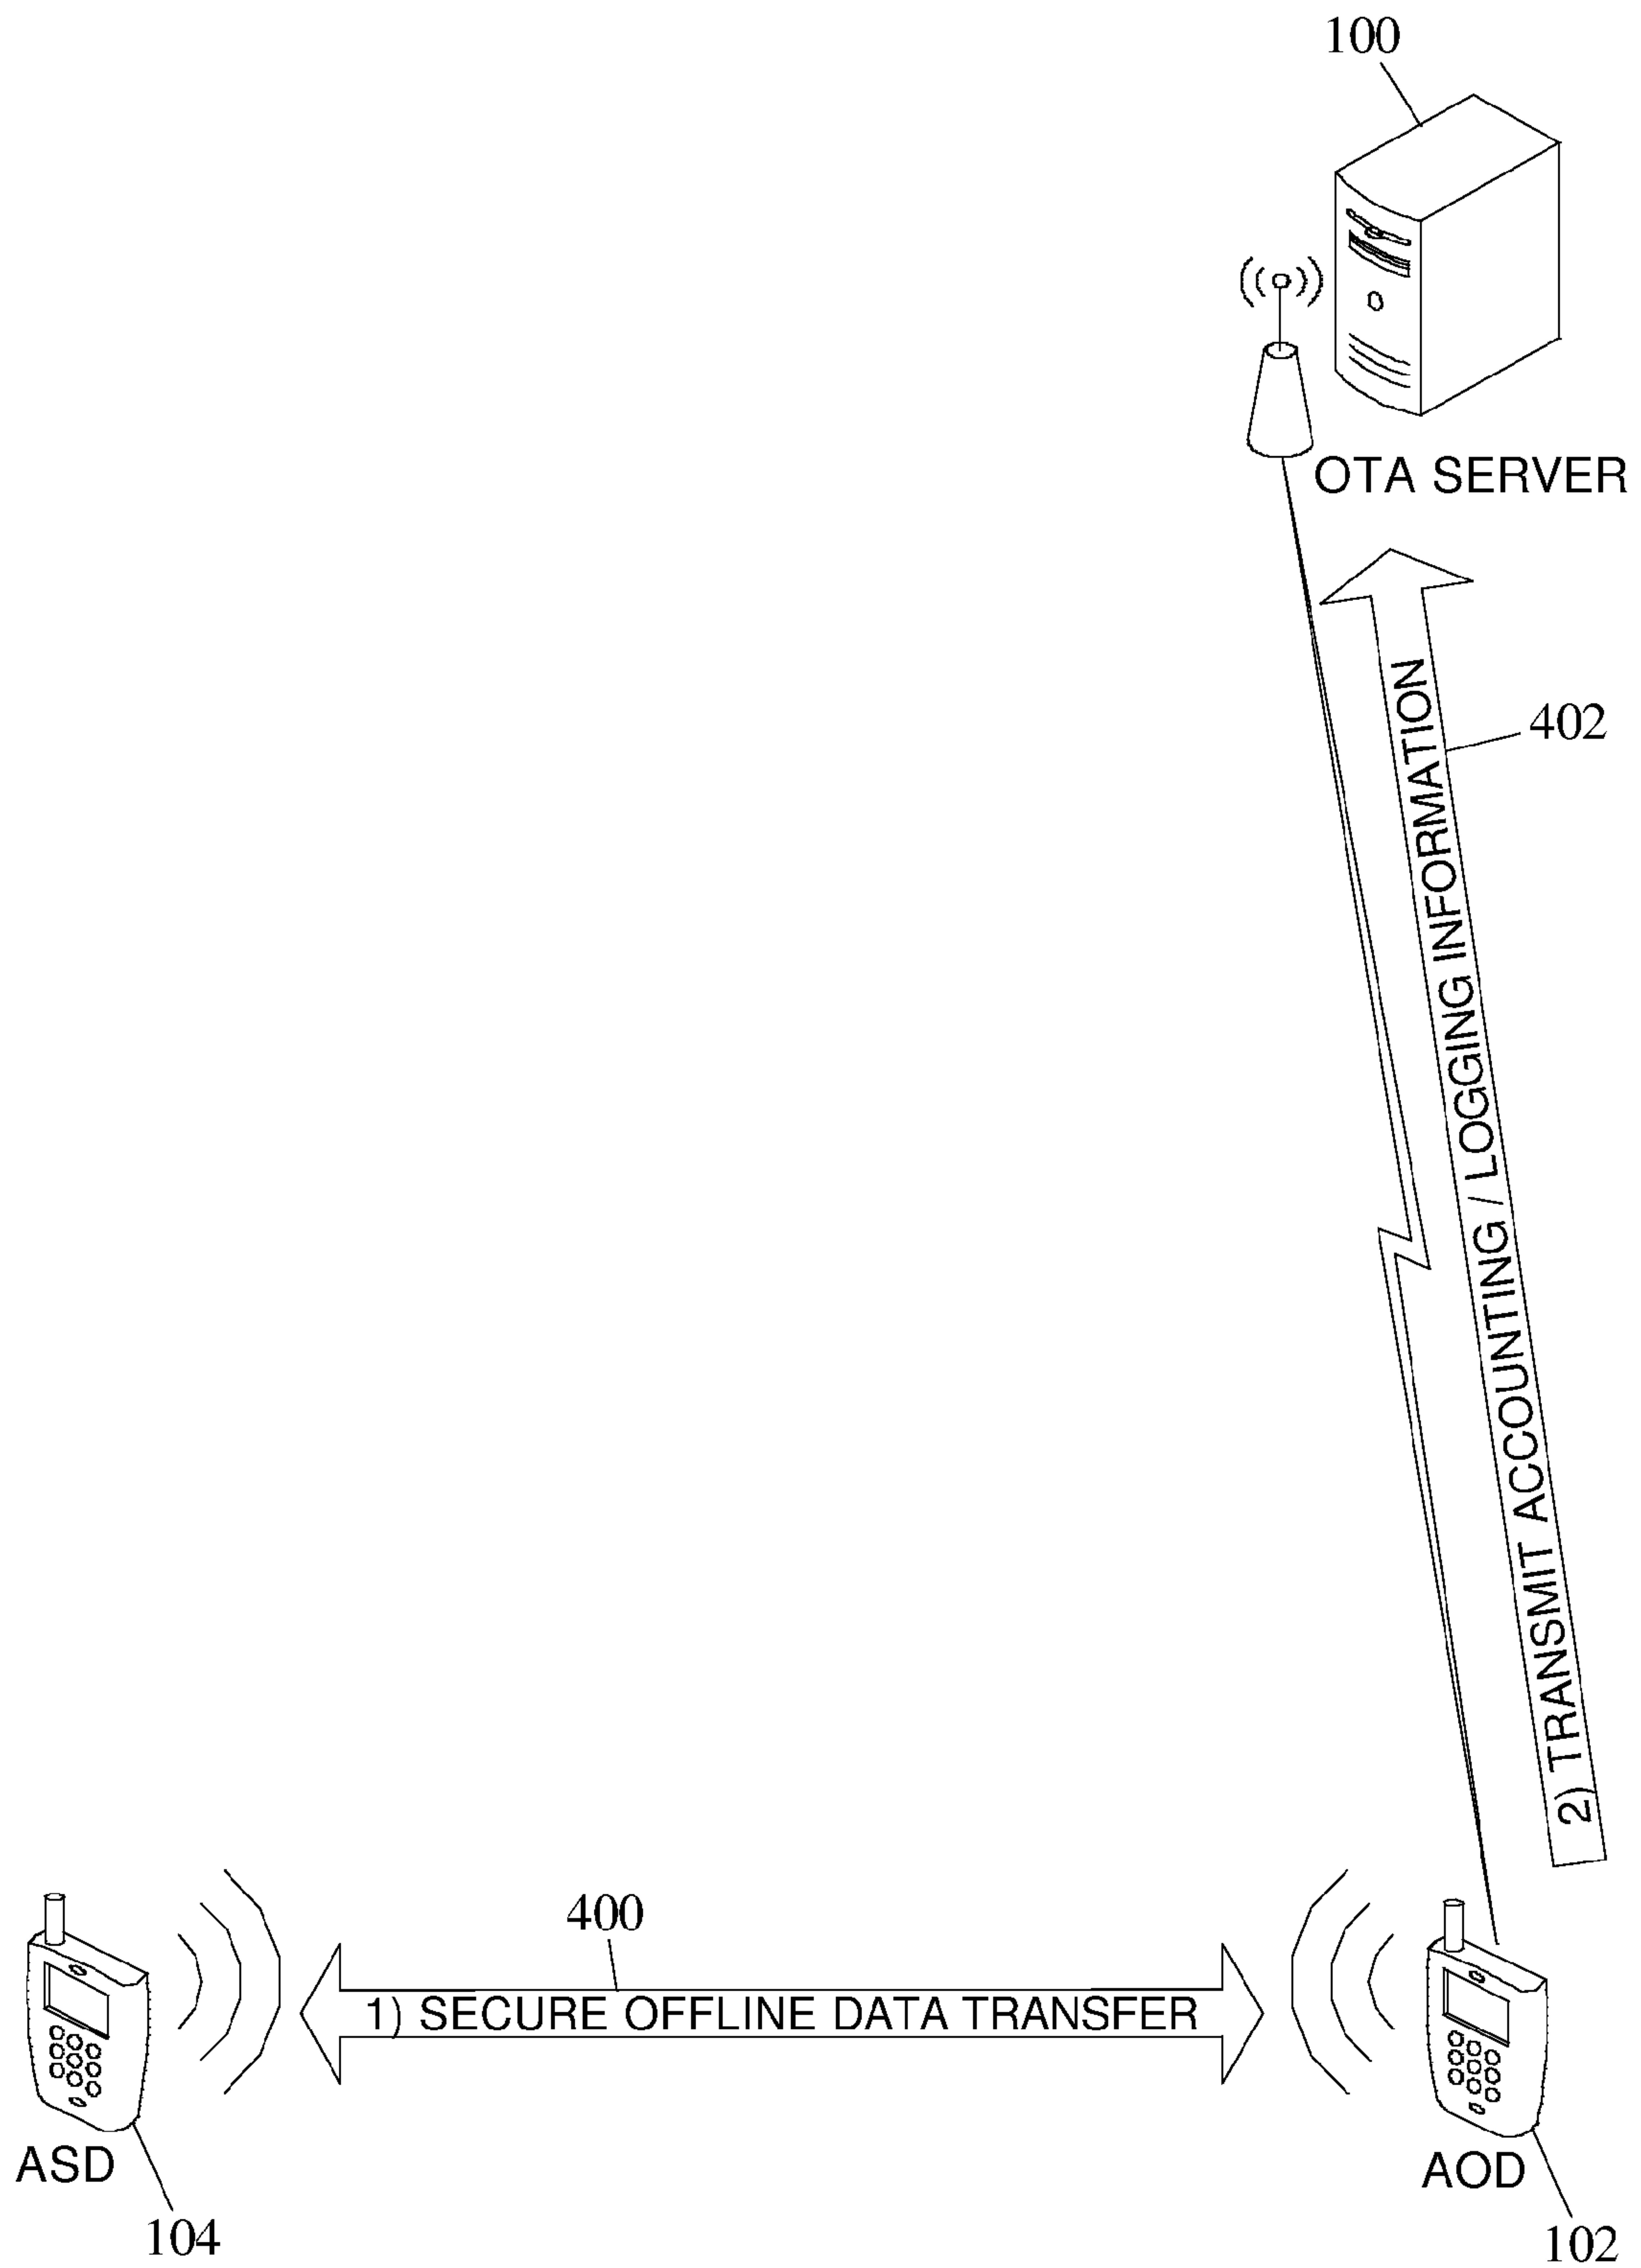 100
OTA SERVER
402
2) TRANSMIT ACCOUNTING / LOGGING INFORMATION
400
1) SECURE OFFLINE DATA TRANSFER
ASD
AOD
104
102